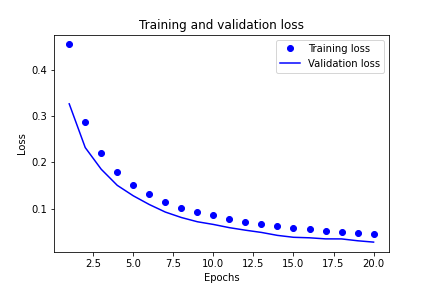 Training and validation loss
Training loss
Validation loss
0.4
0.3
0.2
0.1
Loss
2.5 5.0 7.5 10.0 12.5 15.0 17.5 20.0
Epochs